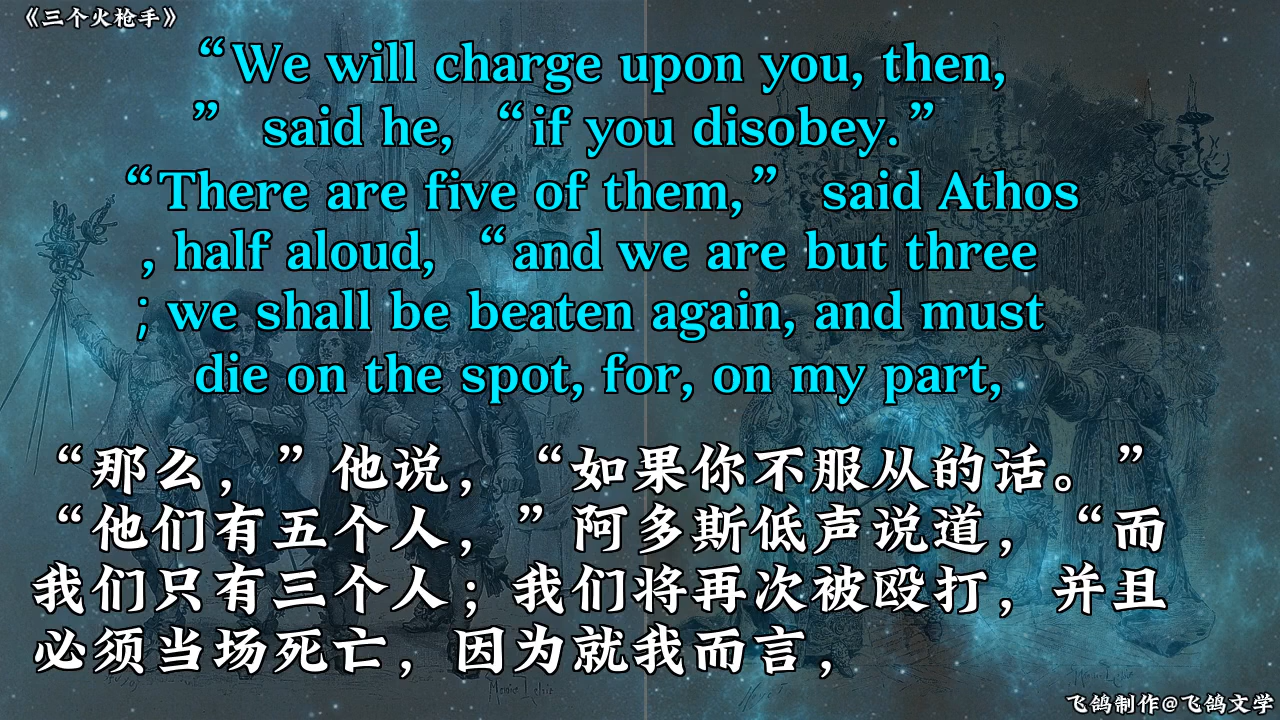 《三个火枪手》
“We will charge upon you, then,
” said he, “if you disobey.”
“There are five of them,” said Athos
, half aloud, “and we are but three
; we shall be beaten again, and must
die on the spot, for, on my part,
“那么，”他说，“如果你不服从的话。”
“他们有五个人，”阿多斯低声说道，“而
我们只有三个人；我们将再次被殴打，并且
必须当场死亡，因为就我而言，
飞鸽制作@飞鸽文学